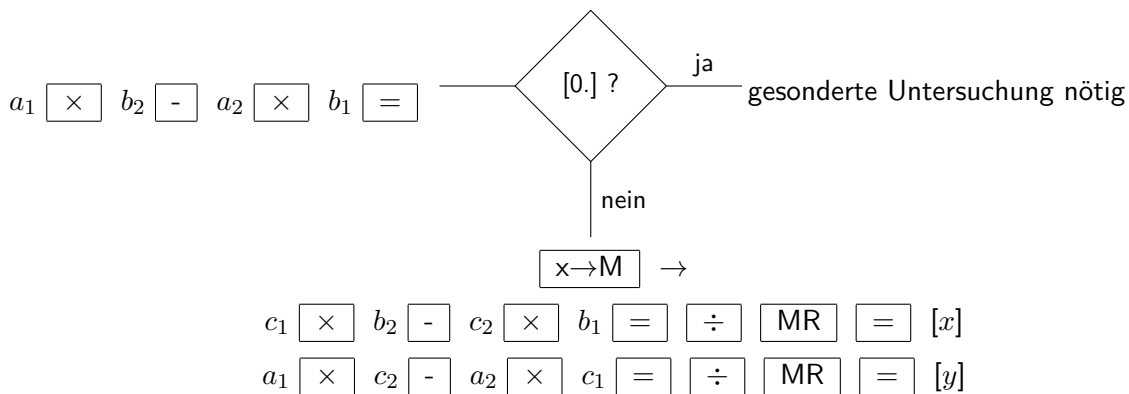 [0.] ?
ja
a₁ × b₂ - a₂ × b₁ =
gesonderte Untersuchung nötig
nein
x→M →
c₁ × b₂ - c₂ × b₁ = ÷ MR = [x]
a₁ × c₂ - a₂ × c₁ = ÷ MR = [y]